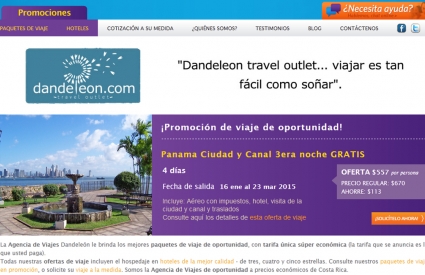 Promociones
¿Necesita ayuda?
PAQUETES DE VIAJE
HOTELES
COTIZACIÓN A SU MEDIDA
¿QUIÉNES SOMOS?
TESTIMONIOS
BLOG
CONTÁCTENOS
dandeleon.com
travel outlet
"Dandeleon travel outlet... viajar es tan
fácil como soñar".
¡Promoción de viaje de oportunidad!
Panama Ciudad y Canal 3era noche GRATIS
4 días
Fecha de salida 16 ene al 23 mar 2015
Incluye: Aéreo con impuestos, hotel, visita de la
ciudad y canal y traslados
Consulte aquí los detalles de esta oferta de viaje
OFERTA $557 por persona
PRECIO REGULAR: $670
AHORRE: $113
¡SOLICÍTELO AHORA!
La Agencia de Viajes Dandeleón le brinda los mejores paquetes de viaje de oportunidad, con tarifa única súper económica (la tarifa que se anuncia es l
que usted paga).
Todas nuestras ofertas de viaje incluyen el hospedaje en hoteles de la mejor calidad - de tres, cuatro y cinco estrellas. Consulte nuestros paquetes de viaj
en promoción, o solicite su viaje a la medida. Somos la Agencia de Viajes a precios económicos de Costa Rica.